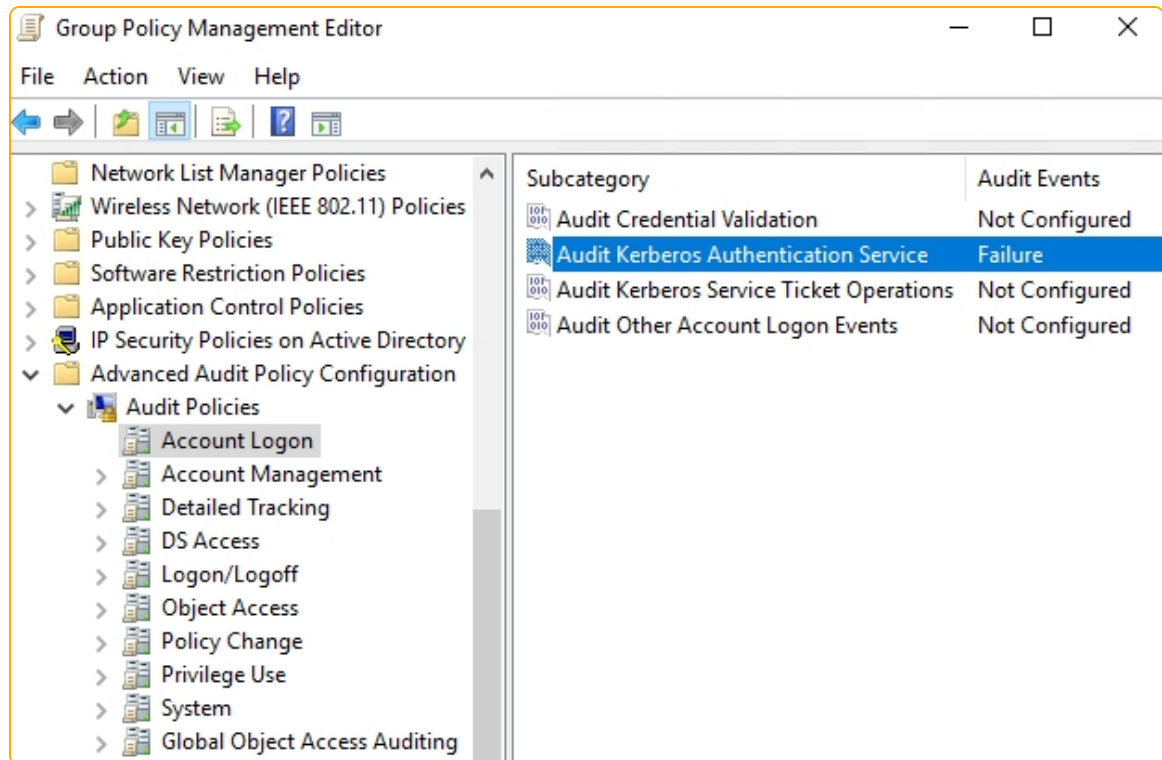 Group Policy Management Editor
File Action View Help
Network List Manager Policies
Wireless Network (IEEE 802.11) Policies
Public Key Policies
Software Restriction Policies
Application Control Policies
IP Security Policies on Active Directory
Advanced Audit Policy Configuration
Audit Policies
Account Logon
Account Management
Detailed Tracking
DS Access
Logon/Logoff
Object Access
Policy Change
Privilege Use
System
Global Object Access Auditing
Subcategory Audit Events
Audit Credential Validation Not Configured
Audit Kerberos Authentication Service Failure
Audit Kerberos Service Ticket Operations Not Configured
Audit Other Account Logon Events Not Configured